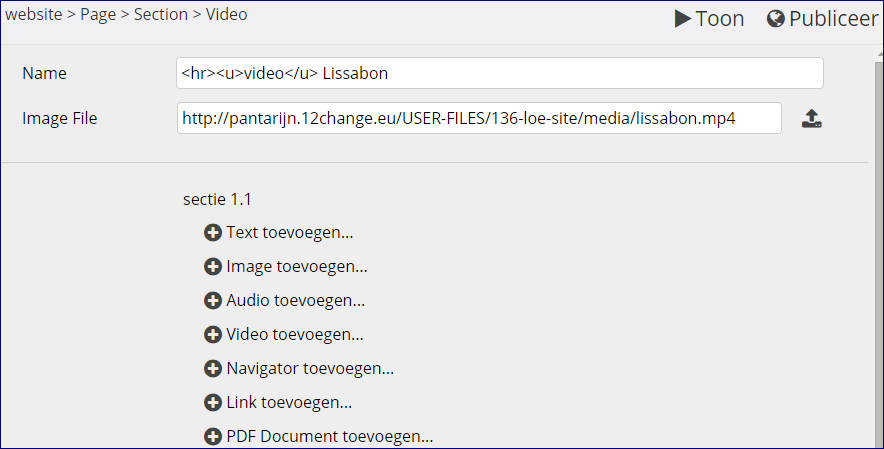 website > Page > Section > Video
Toon Publiceer
Name <hr><u>video</u> Lissabon
Image File http://pantarijn.12change.eu/USER-FILES/136-loe-site/media/lissabon.mp4
sectie 1.1
Text toevoegen...
Image toevoegen...
Audio toevoegen...
Video toevoegen...
Navigator toevoegen...
Link toevoegen...
PDF Document toevoegen...